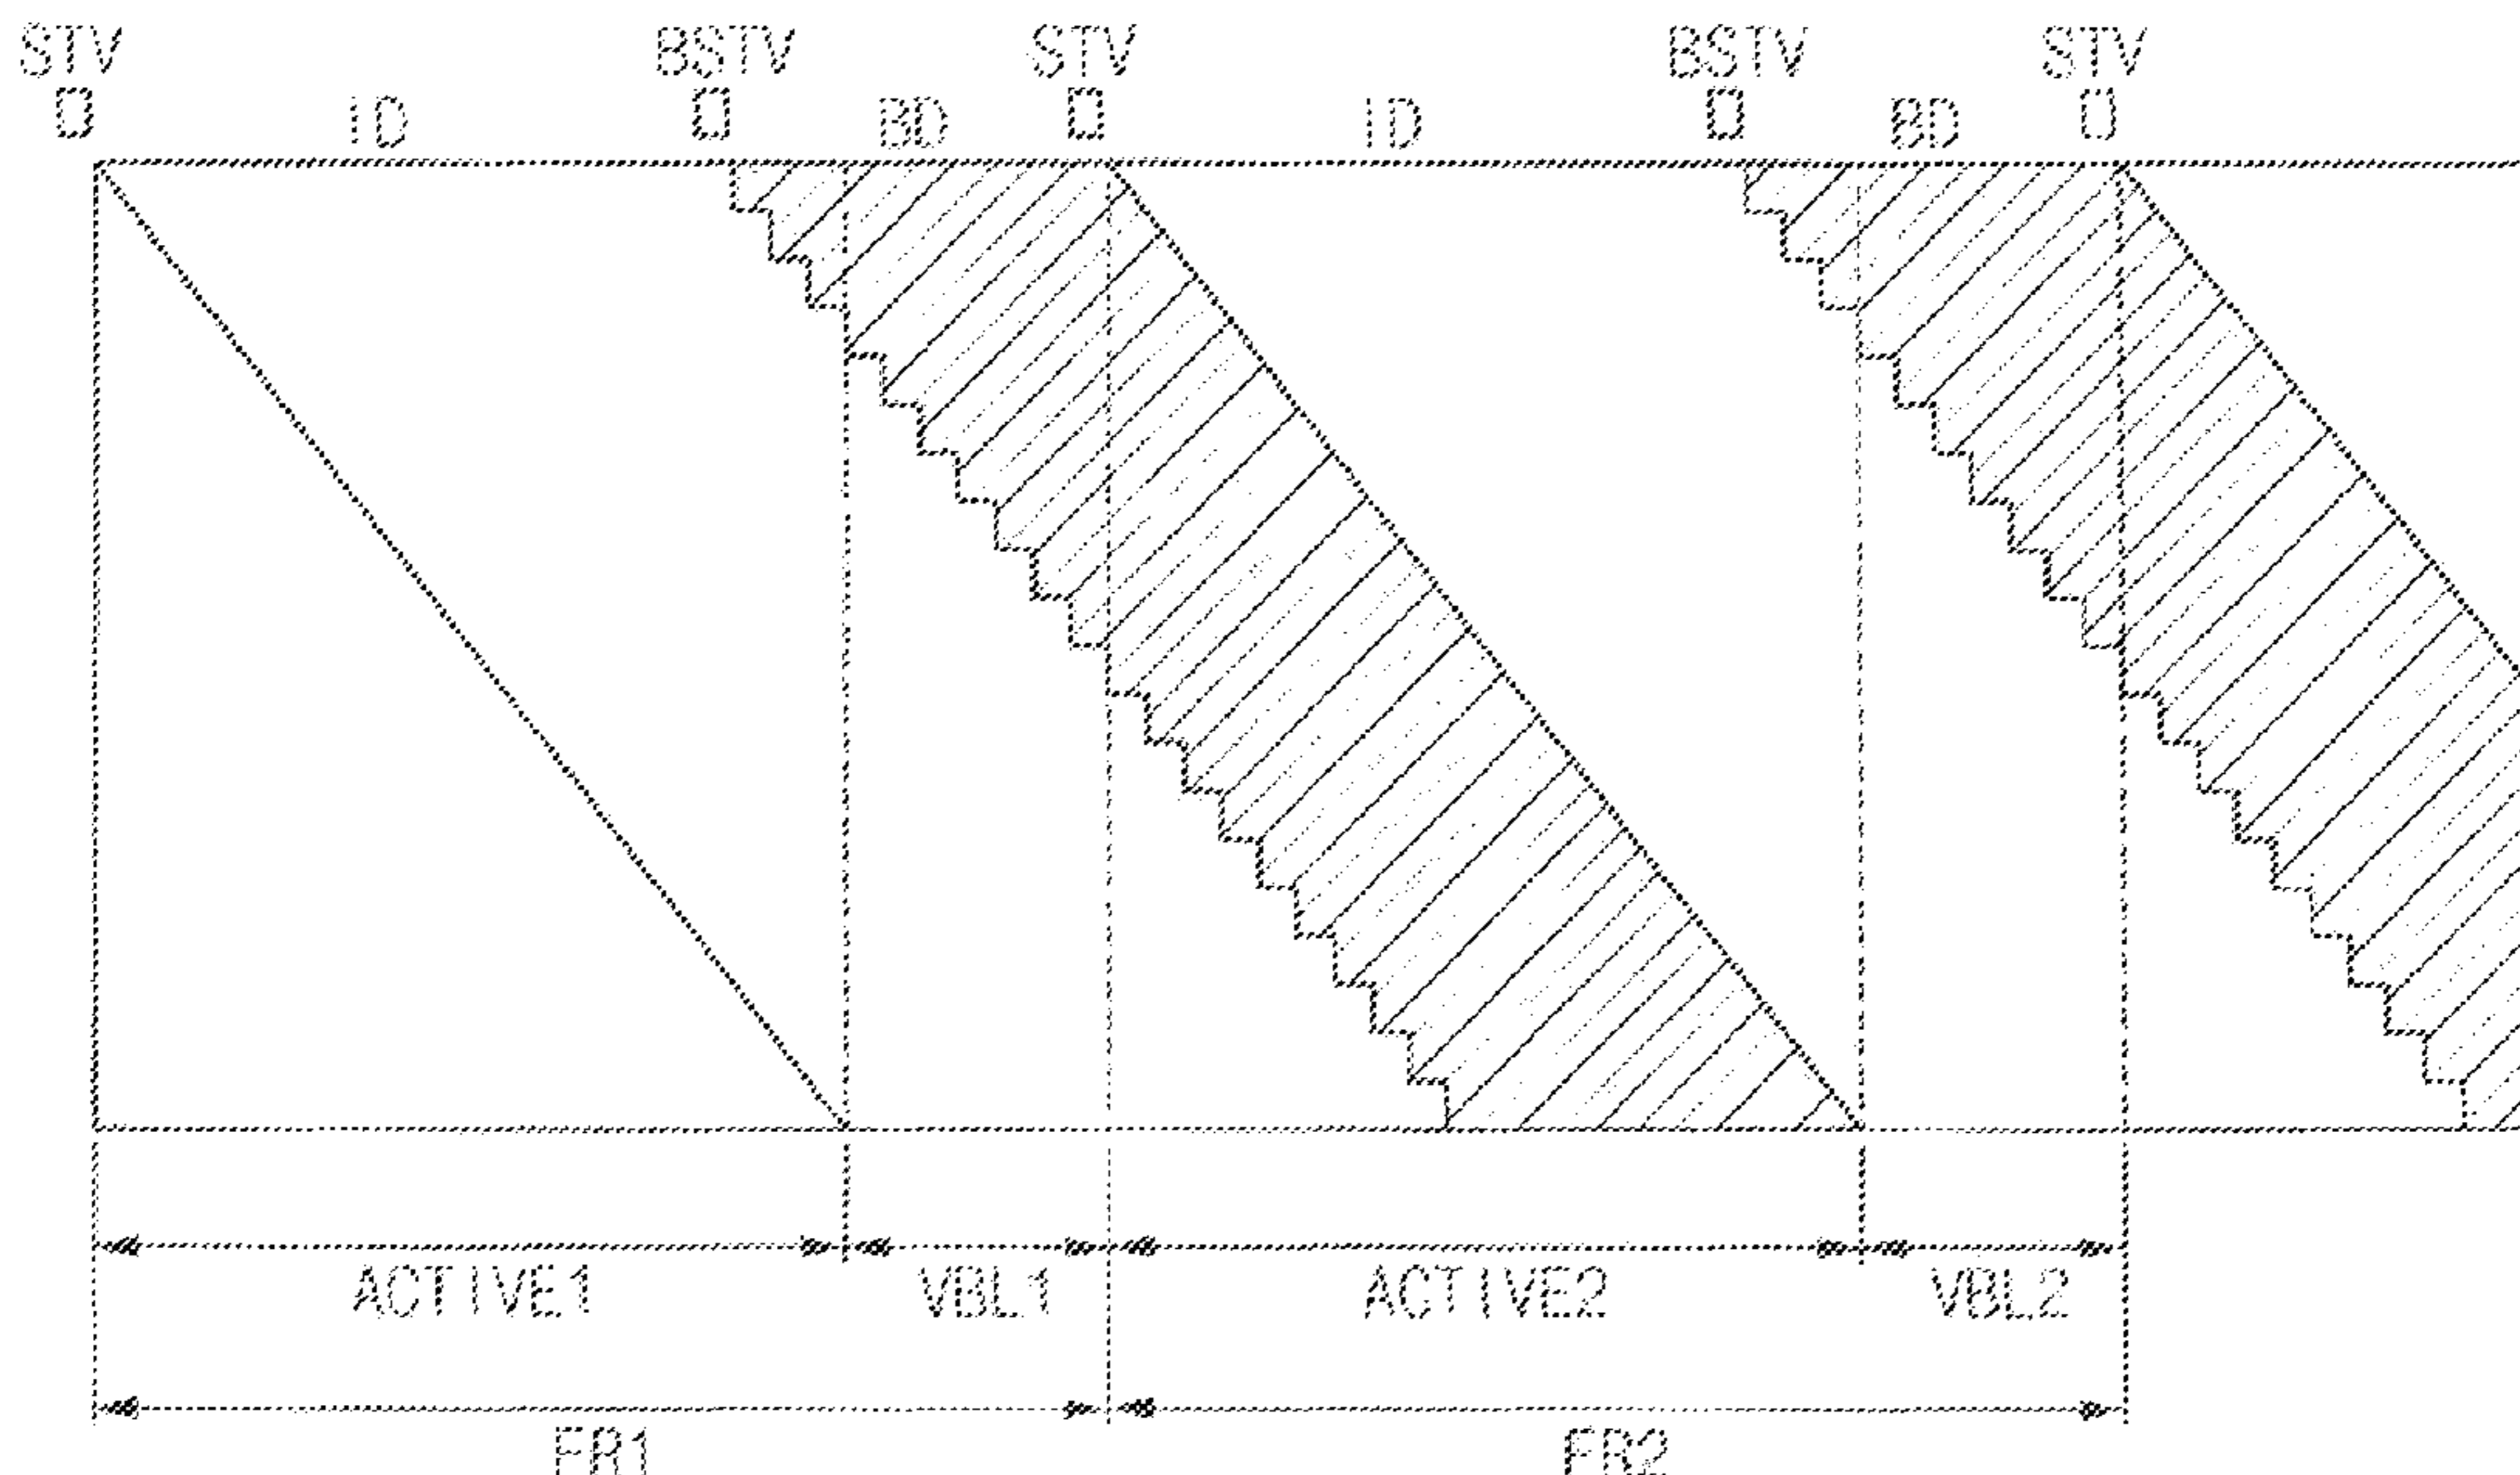 STV BSTV STV BSTV STV
ID BD ID BD
ACTIVE1 VBL1 ACTIVE2 VBL2
FR1 FR2